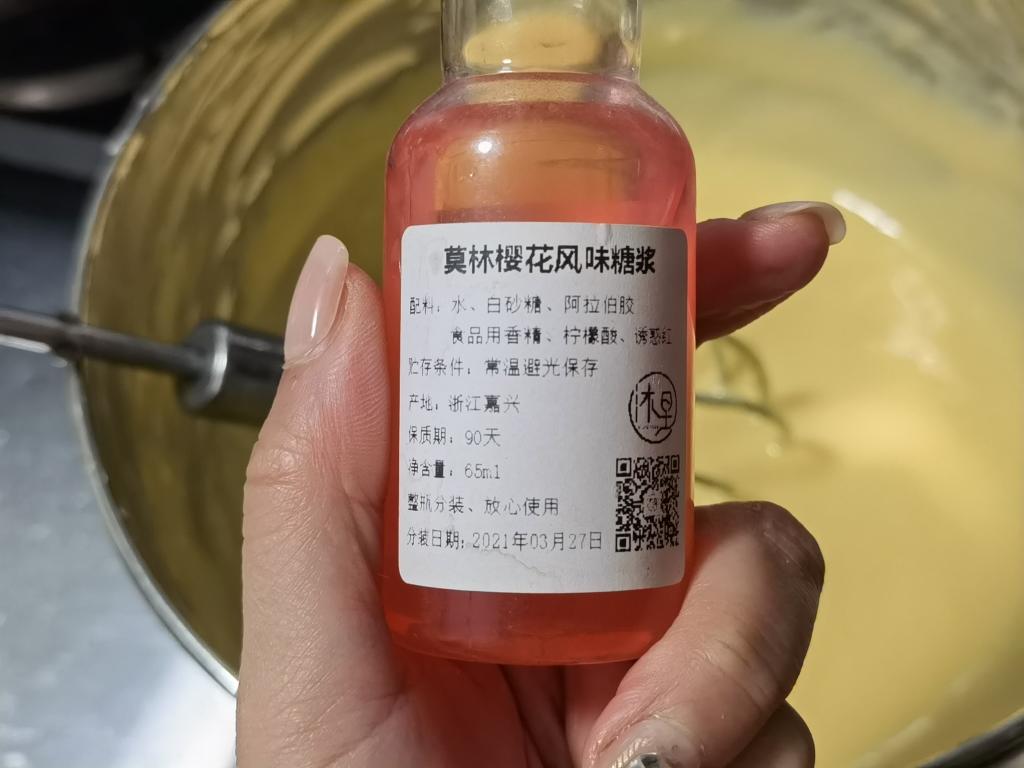 莫林樱花风味糖浆
配料：水、白砂糖、阿拉伯胶
食品用香精、柠檬酸、诱惑红
贮存条件：常温避光保存
产地：浙江嘉兴
保质期：90天
净含量：65ml
整瓶分装、放心使用
分装日期：2021年03月27日